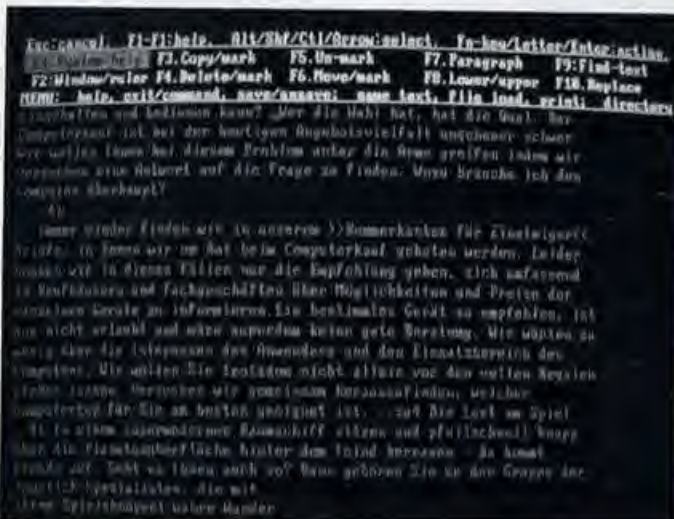 Esc:cancel. F1-F1:help. Alt/Shf/Ctl/Arrow:select. Fn-key/Letter/Enter:action.
F1.Window,help F3.Copy/mark F5.Un-mark F7.Paragraph F9:Find-text
F2:Window/ruler F4.Delete/mark F6.Move/mark F8.Lower/upper F10.Replace
MENU: help, exit/command, save/unsave; name text, File load, print; directory
einschalten und bedienen kann? Wer die Wahl hat, hat die Qual. Der
Computerkauf ist bei der heutigen Angebotsvielfalt ungeheuer schwer
Wir wollen Ihnen bei diesem Problem unter die Arme greifen indem wir
versuchen eine Antwort auf die Frage zu finden: Wozu brauche ich den
Computer überhaupt?
Immer wieder finden wir in unserem >>Kummerkasten für Einsteiger<<
Briefe, in denen wir um Rat beim Computerkauf gebeten werden. Leider
können wir in diesen Fällen nur die Empfehlung geben, sich umfassend
in Kaufhäusern und Fachgeschäften über Möglichkeiten und Preise der
einzelnen Geräte zu informieren.Ein bestimmtes Gerät zu empfehlen, ist
uns nicht erlaubt und wäre ausserdem keine gute Beratung. Wir wüßten zu
wenig über die Interessen des Anwenders und den Einsatzbereich des
Computers. Wir wollen Sie trotzdem nicht allein vor den vollen Regalen
stehen lassen. Versuchen wir gemeinsam herauszufinden, welcher
Computertyp für Sie am besten geeignet ist. Die Lust am Spiel
in einem supermodernen Raumschiff sitzen und pfeilschnell knapp
über die Planetenoberfläche hinter dem Feind herrasen - da kommt
Freude auf. Geht es Ihnen auch so? Dann gehören Sie zu der Gruppe der
Spezialisten, die mit
ihrem wahre Wunder